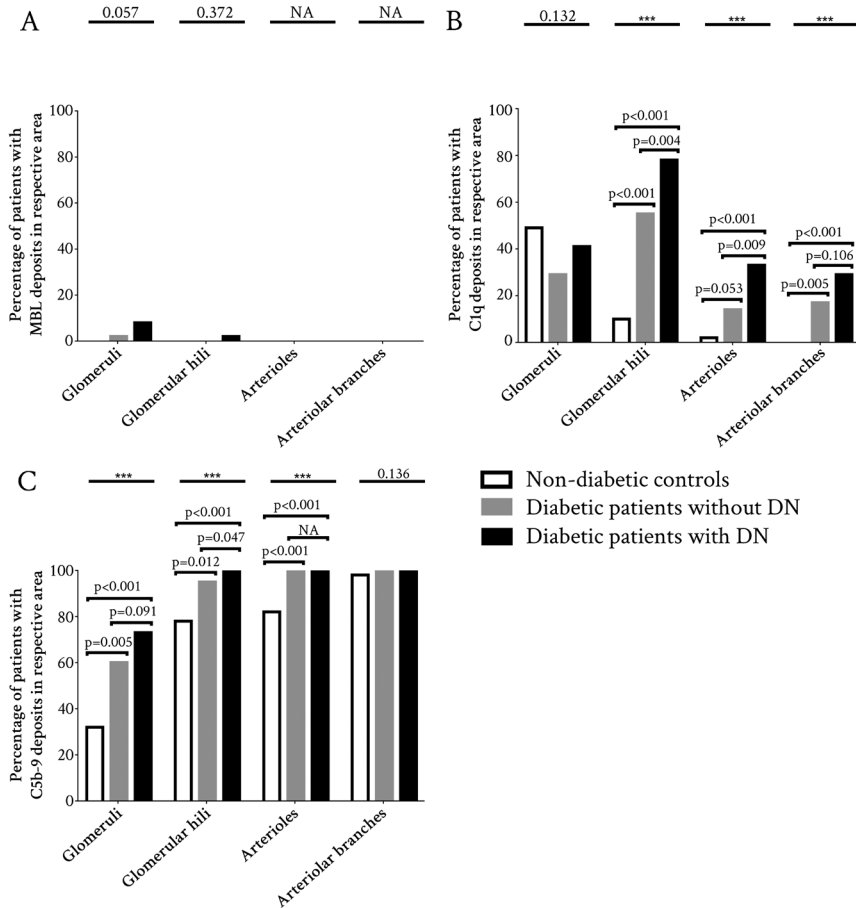 A
0.057
0.372
NA
NA
Percentage of patients with
MBL deposits in respective area
100
80
60
40
20
0
Glomeruli
Glomerular hili
Arterioles
Arteriolar branches
B
0.132
***
***
***
Percentage of patients with
C1q deposits in respective area
100
80
60
40
20
0
p<0.001
p=0.004
p<0.001
p<0.001
p=0.009
p=0.053
p<0.001
p=0.106
p=0.005
Glomeruli
Glomerular hili
Arterioles
Arteriolar branches
C
***
***
***
0.136
Percentage of patients with
C5b-9 deposits in respective area
100
80
60
40
20
0
p<0.001
p=0.091
p=0.005
p<0.001
p=0.047
p=0.012
p<0.001
NA
p<0.001
Glomeruli
Glomerular hili
Arterioles
Arteriolar branches
Non-diabetic controls
Diabetic patients without DN
Diabetic patients with DN